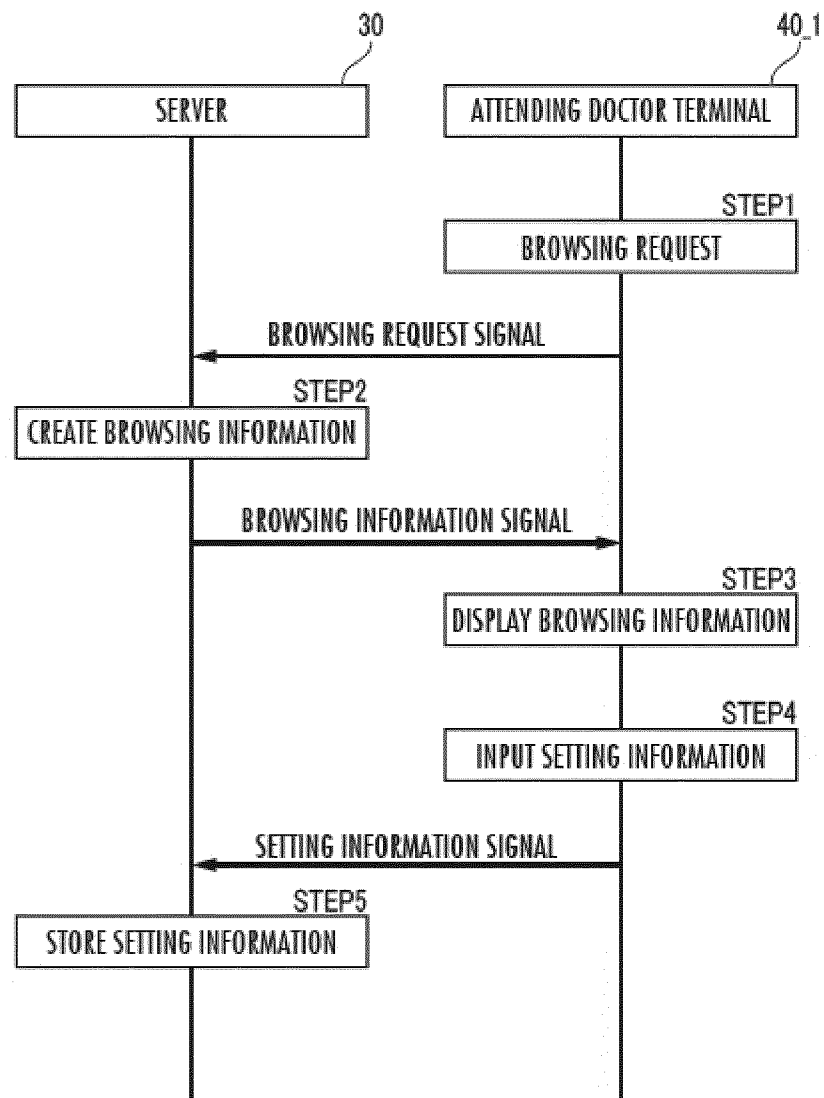 30
40_1
SERVER
ATTENDING DOCTOR TERMINAL
STEP1
BROWSING REQUEST
BROWSING REQUEST SIGNAL
STEP2
CREATE BROWSING INFORMATION
BROWSING INFORMATION SIGNAL
STEP3
DISPLAY BROWSING INFORMATION
STEP4
INPUT SETTING INFORMATION
SETTING INFORMATION SIGNAL
STEP5
STORE SETTING INFORMATION